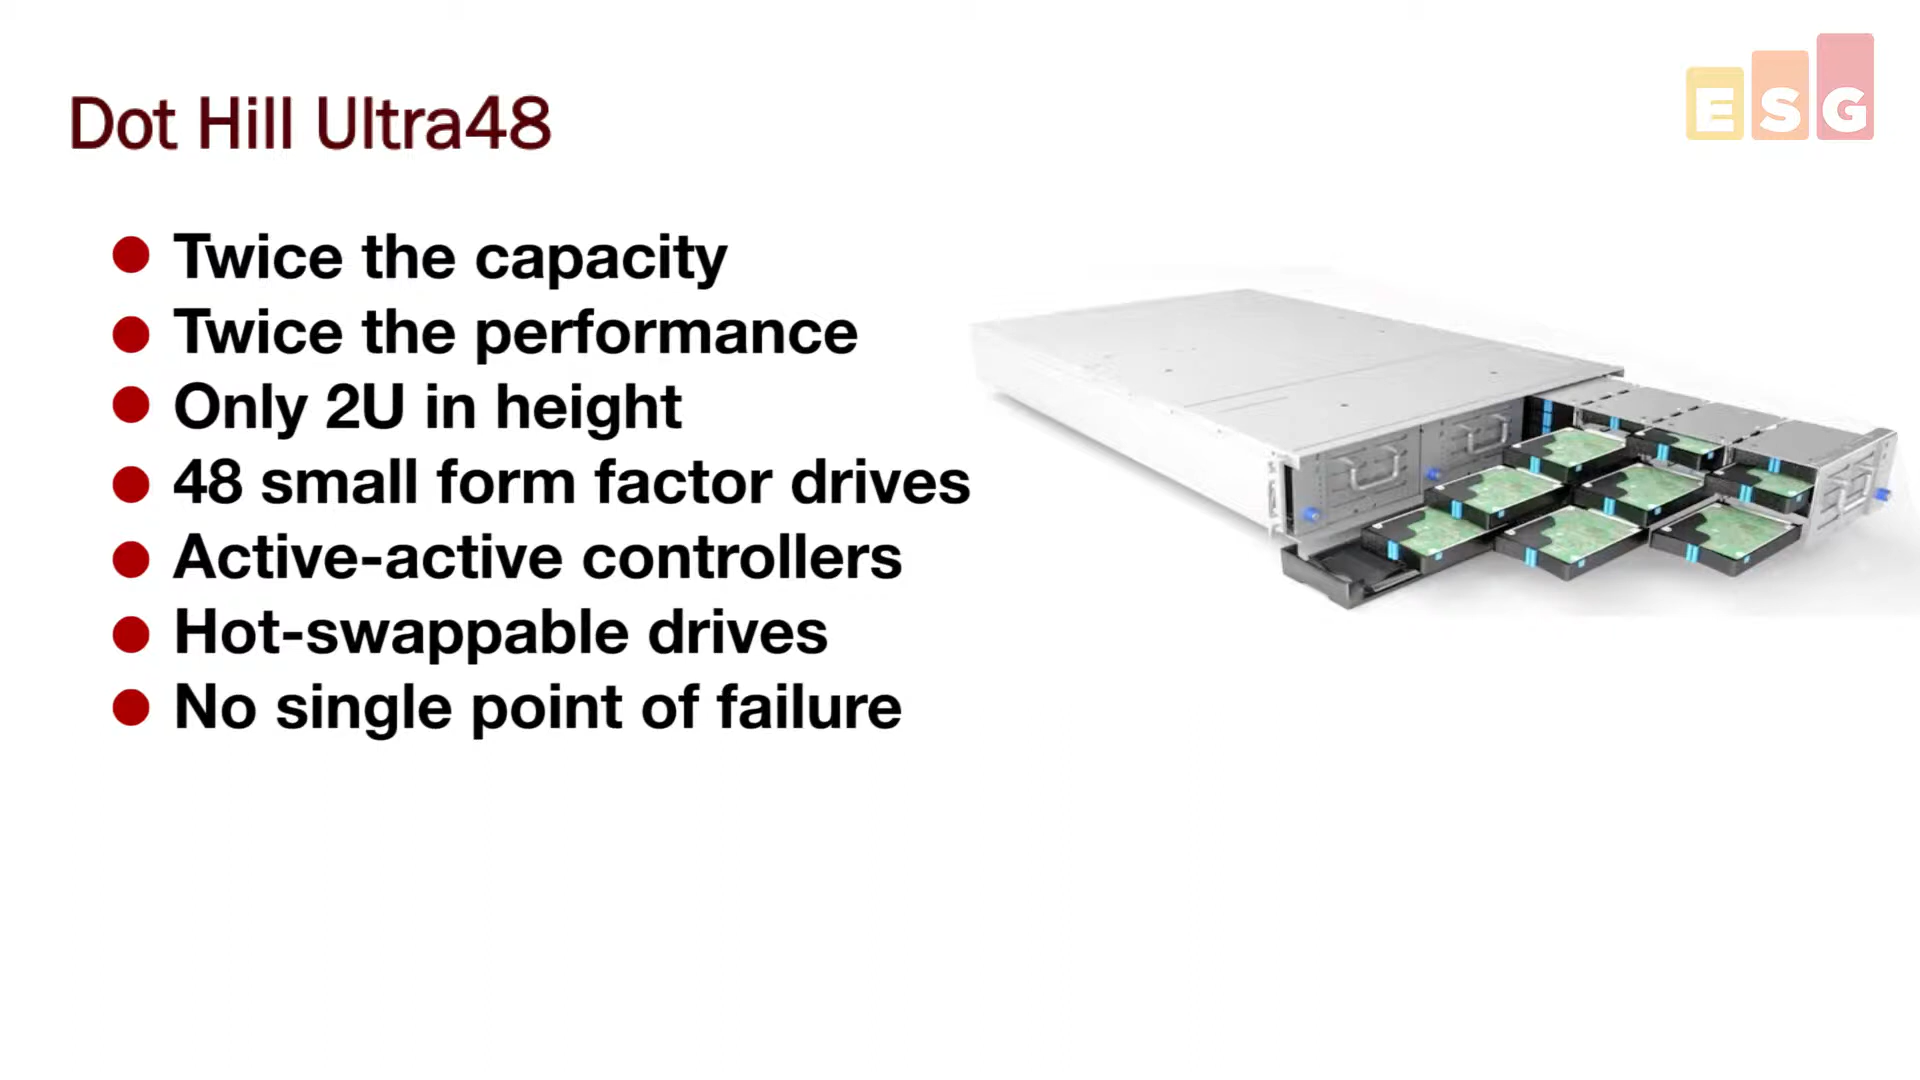 Dot Hill Ultra48
ESG
Twice the capacity
Twice the performance
Only 2U in height
48 small form factor drives
Active-active controllers
Hot-swappable drives
No single point of failure